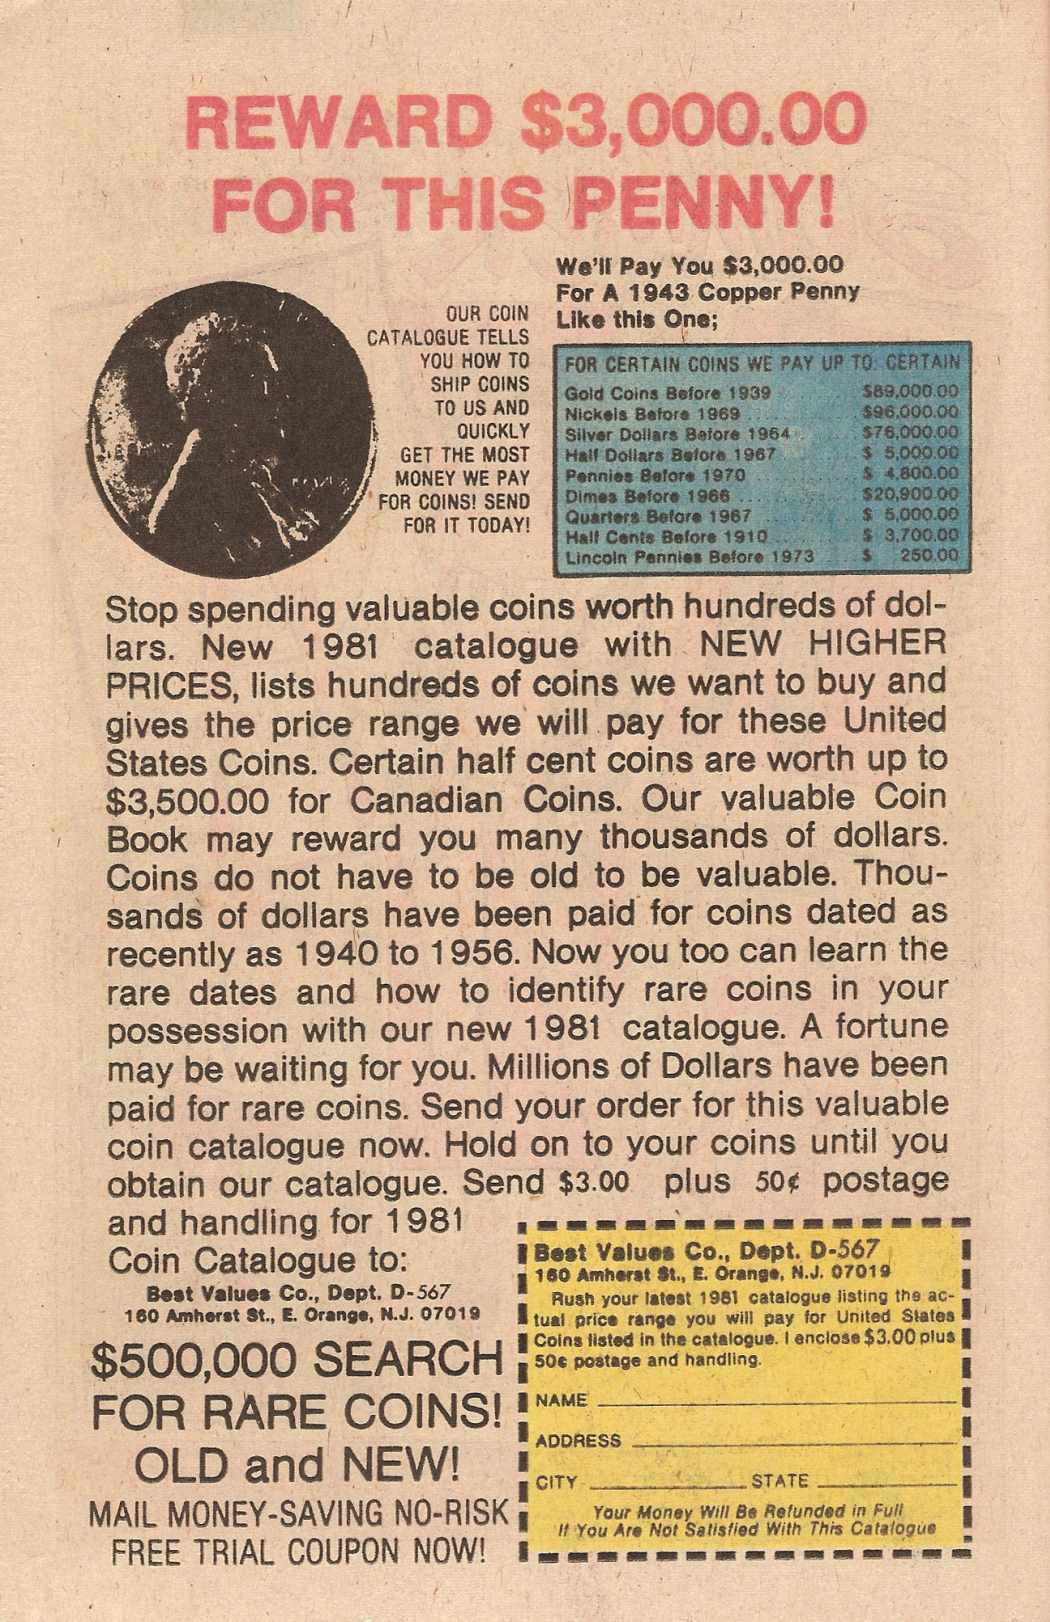 REWARD $3,000.00
FOR THIS PENNY!
We'll Pay You $3,000.00
For A 1943 Copper Penny
Like this One;
OUR COIN
CATALOGUE TELLS
YOU HOW TO
SHIP COINS
TO US AND
QUICKLY
GET THE MOST
MONEY WE PAY
FOR COINS! SEND
FOR IT TODAY!
FOR CERTAIN COINS WE PAY UP TO: CERTAIN
Gold Coins Before 1939 $89,000.00
Nickels Before 1969 ........... $96,000.00
Silver Dollars Before 1964 .. $76,000.00
Half Dollars Before 1967 $ 5,000.00
Pennies Before 1970 ......... $ 4,800.00
Dimes Before 1966 ............ $20,900.00
Quarters Before 1967 ......... $ 5,000.00
Half Cents Before 1910 ...... $ 3,700.00
Lincoln Pennies Before 1973 $ 250.00
Stop spending valuable coins worth hundreds of dol-
lars. New 1981 catalogue with NEW HIGHER
PRICES, lists hundreds of coins we want to buy and
gives the price range we will pay for these United
States Coins. Certain half cent coins are worth up to
$3,500.00 for Canadian Coins. Our valuable Coin
Book may reward you many thousands of dollars.
Coins do not have to be old to be valuable. Thou-
sands of dollars have been paid for coins dated as
recently as 1940 to 1956. Now you too can learn the
rare dates and how to identify rare coins in your
possession with our new 1981 catalogue. A fortune
may be waiting for you. Millions of Dollars have been
paid for rare coins. Send your order for this valuable
coin catalogue now. Hold on to your coins until you
obtain our catalogue. Send $3.00 plus 50¢ postage
and handling for 1981
Coin Catalogue to:
Best Values Co., Dept. D-567
160 Amherst St., E. Orange, N.J. 07019
$500,000 SEARCH
FOR RARE COINS!
OLD and NEW!
MAIL MONEY-SAVING NO-RISK
FREE TRIAL COUPON NOW!
Best Values Co., Dept. D-567
160 Amherst St., E. Orange, N.J. 07019
Rush your latest 1981 catalogue listing the ac-
tual price range you will pay for United States
Coins listed in the catalogue. I enclose $3.00 plus
50¢ postage and handling.
NAME
ADDRESS
CITY STATE
Your Money Will Be Refunded in Full
If You Are Not Satisfied With This Catalogue